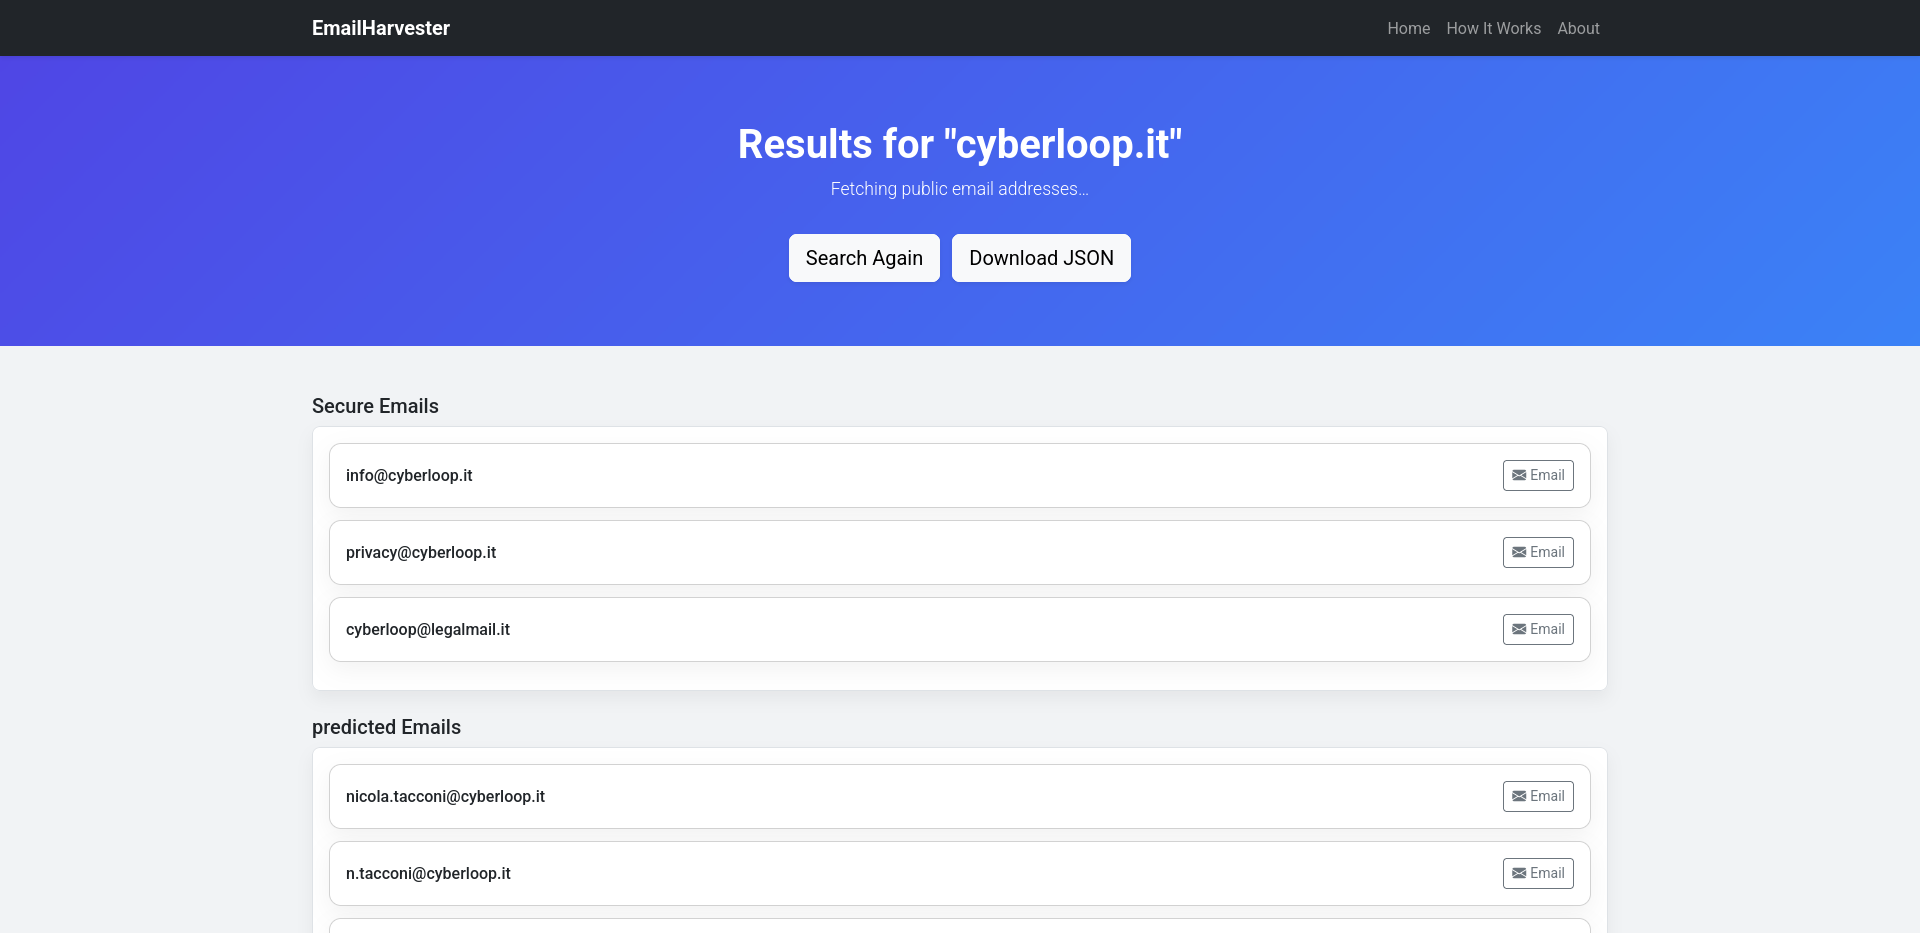 EmailHarvester
Home How It Works About
Results for "cyberloop.it"
Fetching public email addresses...
Search Again Download JSON
Secure Emails
info@cyberloop.it Email
privacy@cyberloop.it Email
cyberloop@legalmail.it Email
predicted Emails
nicola.tacconi@cyberloop.it Email
n.tacconi@cyberloop.it Email